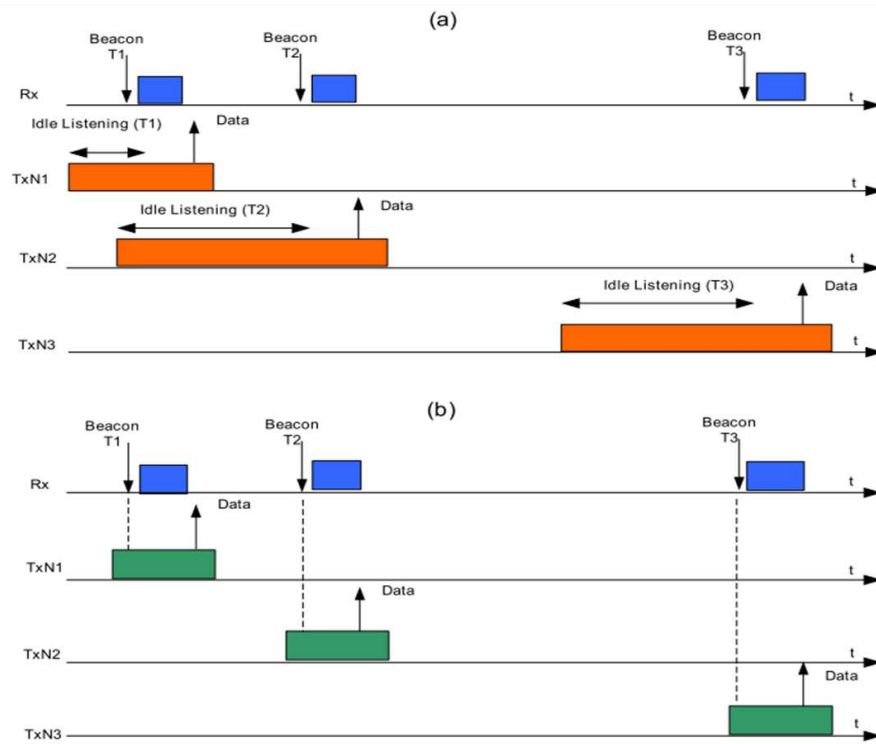 (a)
Beacon
T1
Beacon
T2
Beacon
T3
Rx
t
Idle Listening (T1)
Data
TxN1
t
Idle Listening (T2)
Data
TxN2
t
Idle Listening (T3)
Data
TxN3
t
(b)
Beacon
T1
Beacon
T2
Beacon
T3
Rx
t
Data
TxN1
t
Data
TxN2
t
Data
TxN3
t